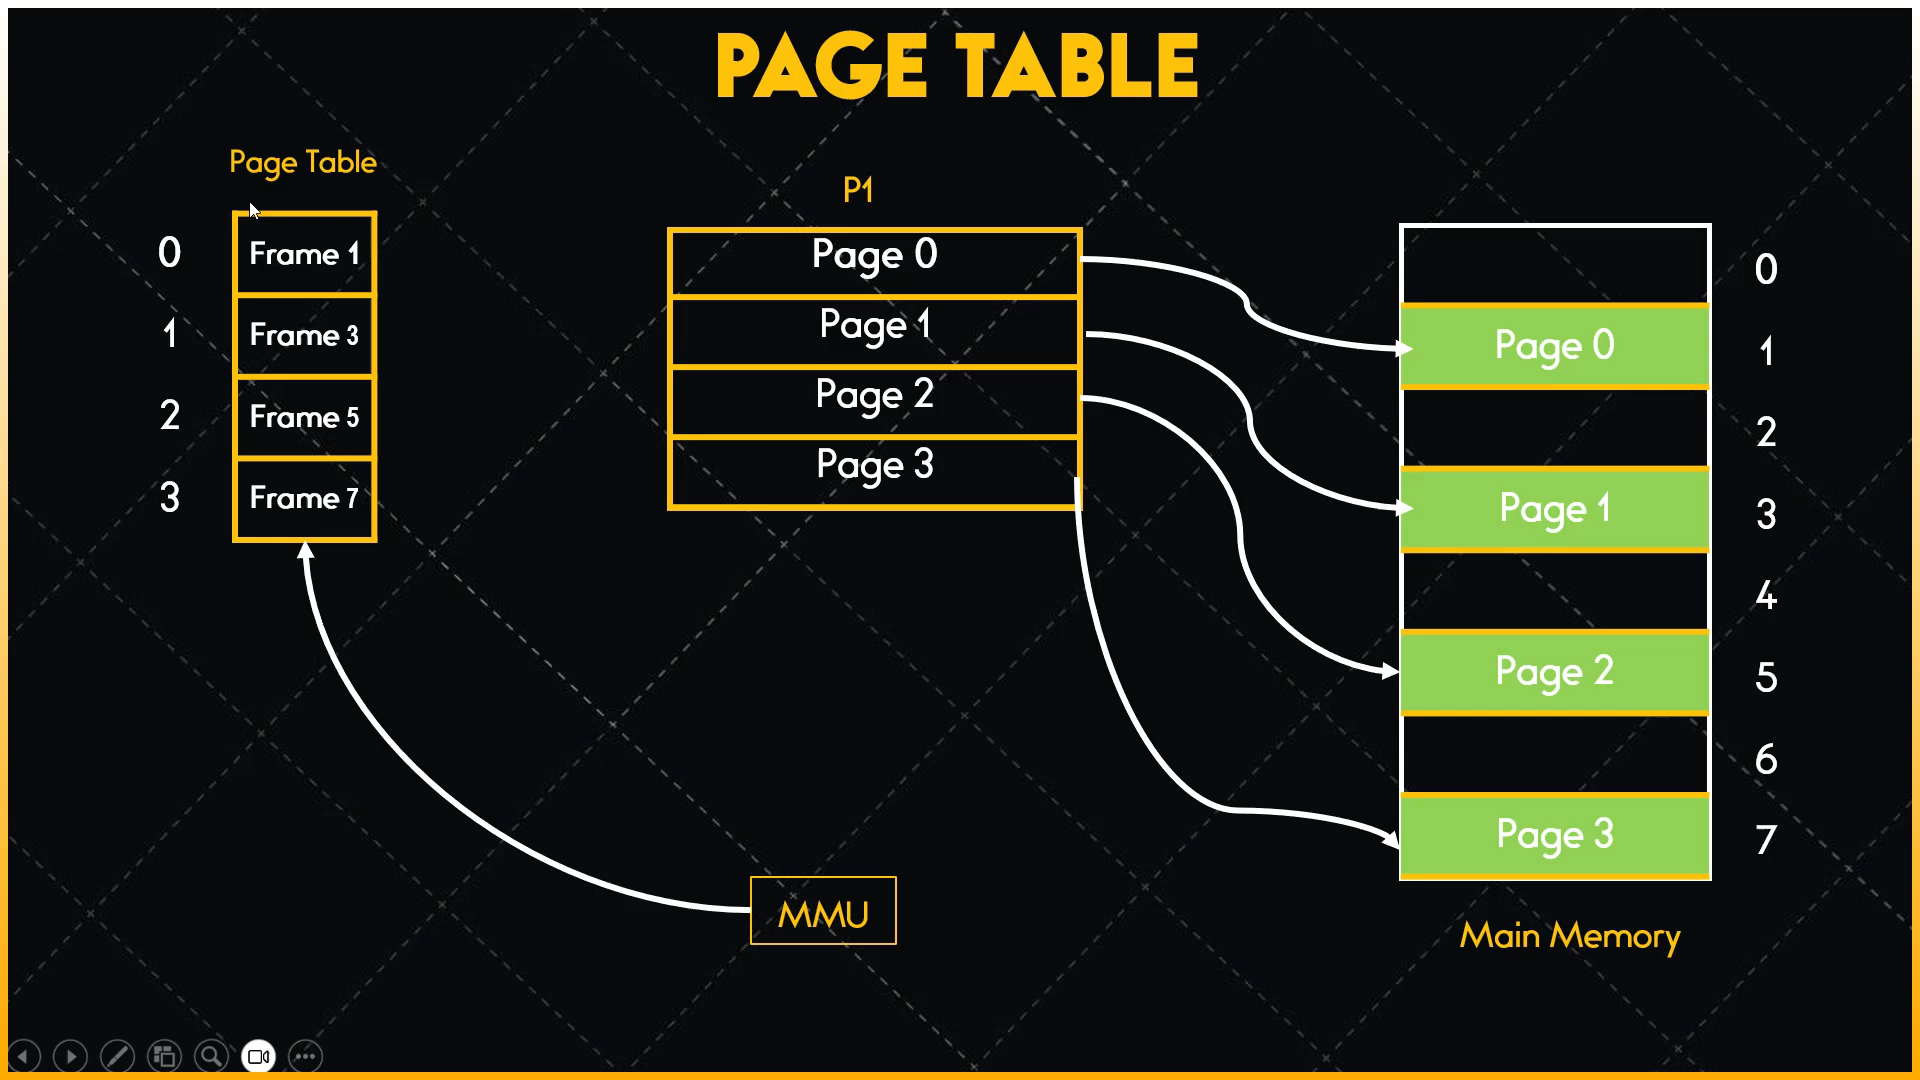 PAGE TABLE
Page Table
0
Frame 1
1
Frame 3
2
Frame 5
3
Frame 7
P1
Page 0
Page 1
Page 2
Page 3
0
Page 0
1
2
Page 1
3
4
Page 2
5
6
Page 3
7
MMU
Main Memory